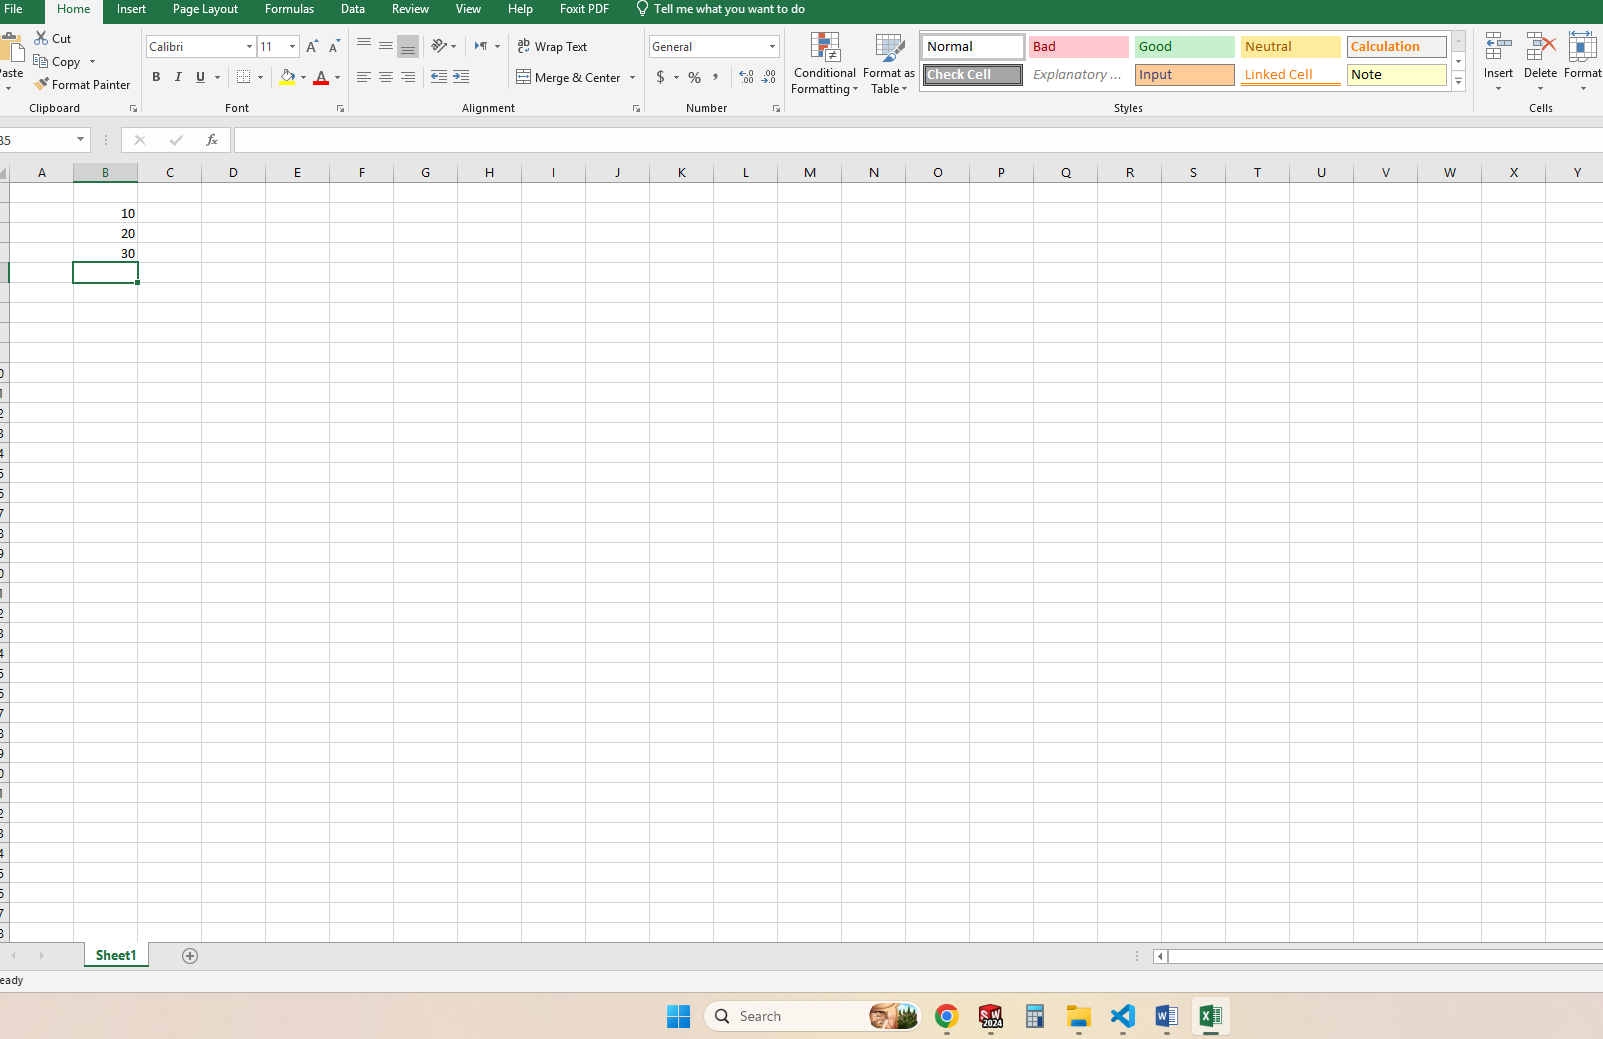 File Home Insert Page Layout Formulas Data Review View Help Foxit PDF Tell me what you want to do
Cut
Copy
Format Painter
Clipboard
Calibri 11
B I U
Font
Wrap Text
Merge & Center
Alignment
General
$ % ,
Number
Conditional Formatting
Format as Table
Normal Bad Good Neutral Calculation
Check Cell Explanatory ... Input Linked Cell Note
Styles
Insert Delete Format
Cells
fx
A B C D E F G H I J K L M N O P Q R S T U V W X Y
10
20
30
Sheet1
Search
SW
2024